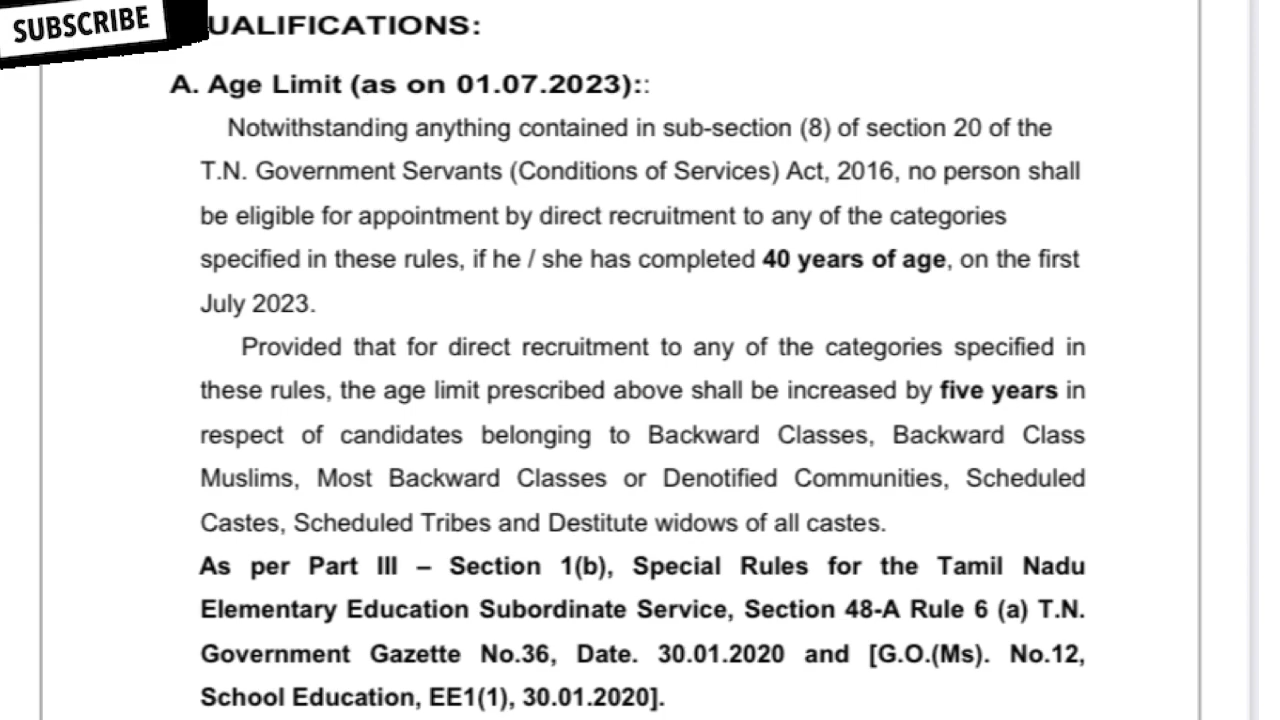 SUBSCRIBE
UALIFICATIONS:
A. Age Limit (as on 01.07.2023)::
Notwithstanding anything contained in sub-section (8) of section 20 of the
T.N. Government Servants (Conditions of Services) Act, 2016, no person shall
be eligible for appointment by direct recruitment to any of the categories
specified in these rules, if he / she has completed 40 years of age, on the first
July 2023.
Provided that for direct recruitment to any of the categories specified in
these rules, the age limit prescribed above shall be increased by five years in
respect of candidates belonging to Backward Classes, Backward Class
Muslims, Most Backward Classes or Denotified Communities, Scheduled
Castes, Scheduled Tribes and Destitute widows of all castes.
As per Part III – Section 1(b), Special Rules for the Tamil Nadu
Elementary Education Subordinate Service, Section 48-A Rule 6 (a) T.N.
Government Gazette No.36, Date. 30.01.2020 and [G.O.(Ms). No.12,
School Education, EE1(1), 30.01.2020].